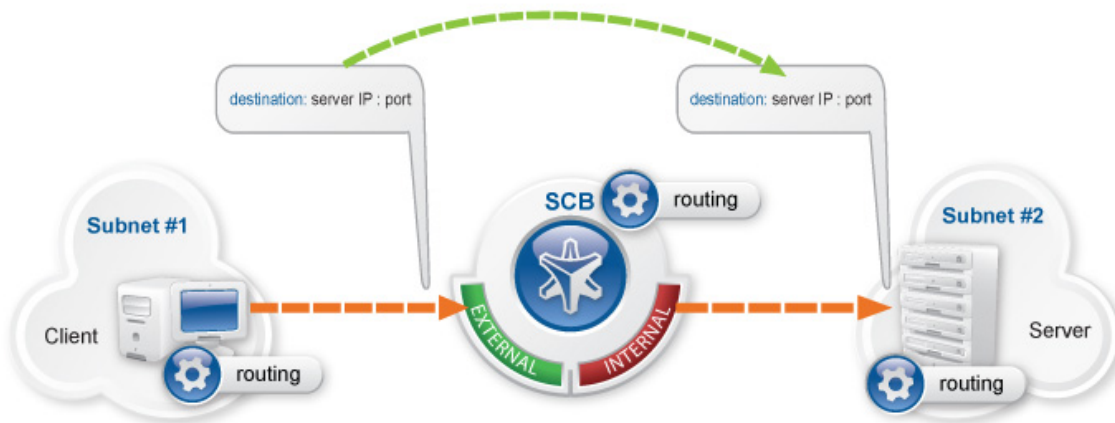 destination: server IP : port
destination: server IP : port
SCB
routing
Subnet #1
Subnet #2
EXTERNAL
INTERNAL
Client
Server
routing
routing